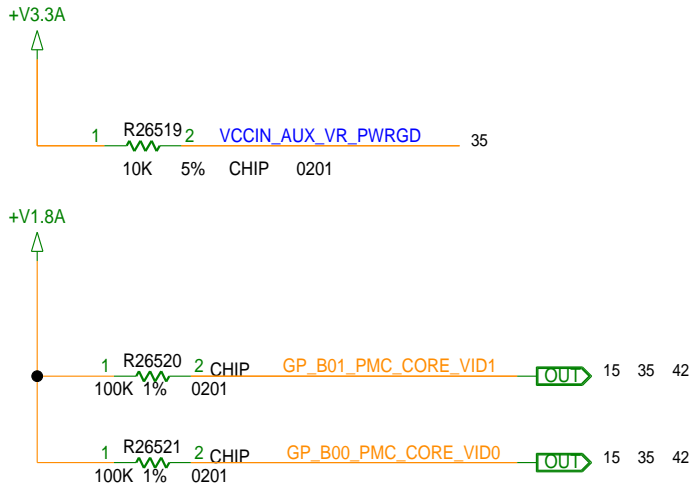 +V3.3A
1 R26519 2 VCCIN_AUX_VR_PWRGD 35
10K 5% CHIP 0201
+V1.8A
1 R26520 2 CHIP GP_B01_PMC_CORE_VID1 OUT 15 35 42
100K 1% 0201
1 R26521 2 CHIP GP_B00_PMC_CORE_VID0 OUT 15 35 42
100K 1% 0201